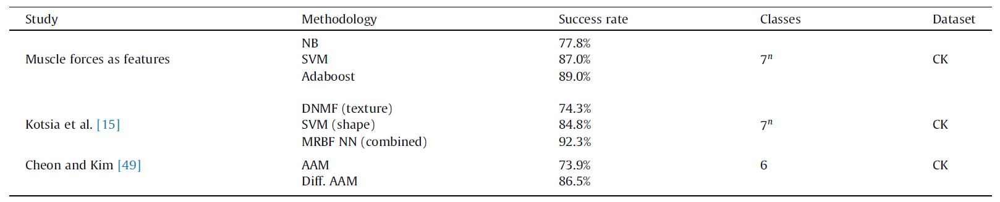 Study Methodology Success rate Classes Dataset
NB 77.8%
Muscle forces as features SVM 87.0% 7ⁿ CK
Adaboost 89.0%
DNMF (texture) 74.3%
Kotsia et al. [15] SVM (shape) 84.8% 7ⁿ CK
MRBF NN (combined) 92.3%
Cheon and Kim [49] AAM 73.9% 6 CK
Diff. AAM 86.5%